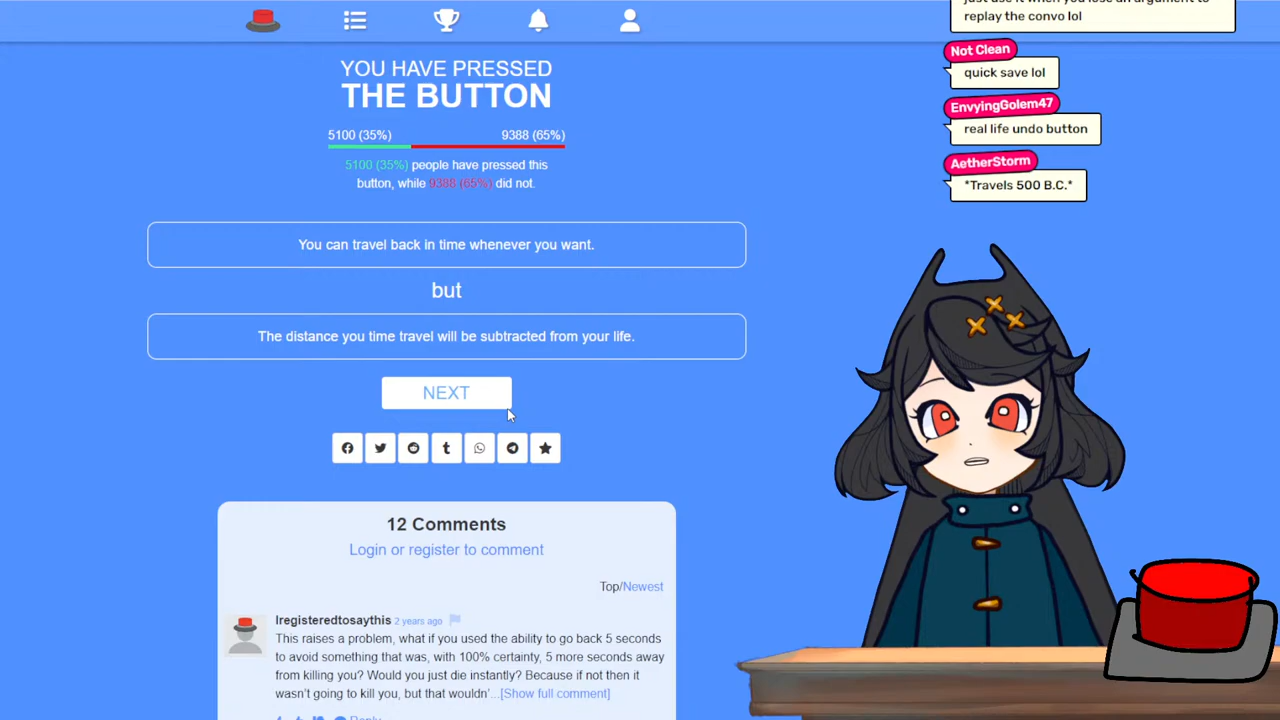 YOU HAVE PRESSED
THE BUTTON
5100 (35%) 9388 (65%)
5100 (35%) people have pressed this
button, while 9388 (65%) did not.
You can travel back in time whenever you want.
but
The distance you time travel will be subtracted from your life.
NEXT
12 Comments
Login or register to comment
Top/Newest
Iregisteredtosaythis 2 years ago
This raises a problem, what if you used the ability to go back 5 seconds
to avoid something that was, with 100% certainty, 5 more seconds away
from killing you? Would you just die instantly? Because if not then it
wasn't going to kill you, but that wouldn'...[Show full comment]
Reply
just use it when you lose an argument to
replay the convo lol
Not Clean
quick save lol
EnvyingGolem47
real life undo button
AetherStorm
*Travels 500 B.C.*